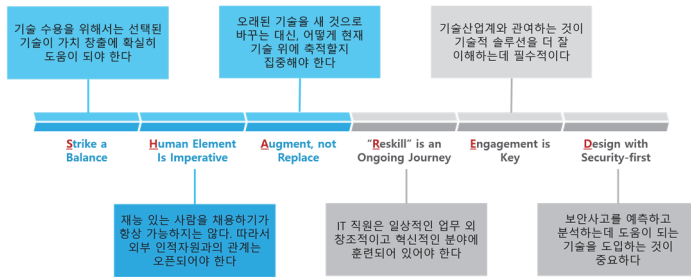 기술 수용을 위해서는 선택된
기술이 가치 창출에 확실히
도움이 되야 한다
오래된 기술을 새 것으로
바꾸는 대신, 어떻게 현재
기술 위에 축적할지
집중해야 한다
기술산업계와 관여하는 것이
기술적 솔루션을 더 잘
이해하는데 필수적이다
Strike a
Balance
Human Element
Is Imperative
Augment, not
Replace
“Reskill” is an
Ongoing Journey
Engagement is
Key
Design with
Security-first
재능 있는 사람을 채용하기가
항상 가능하지는 않다. 따라서
외부 인적자원과의 관계는
오픈되어야 한다
IT 직원은 일상적인 업무 외
창조적이고 혁신적인 분야에
훈련되어 있어야 한다
보안사고를 예측하고
분석하는데 도움이 되는
기술을 도입하는 것이
중요하다